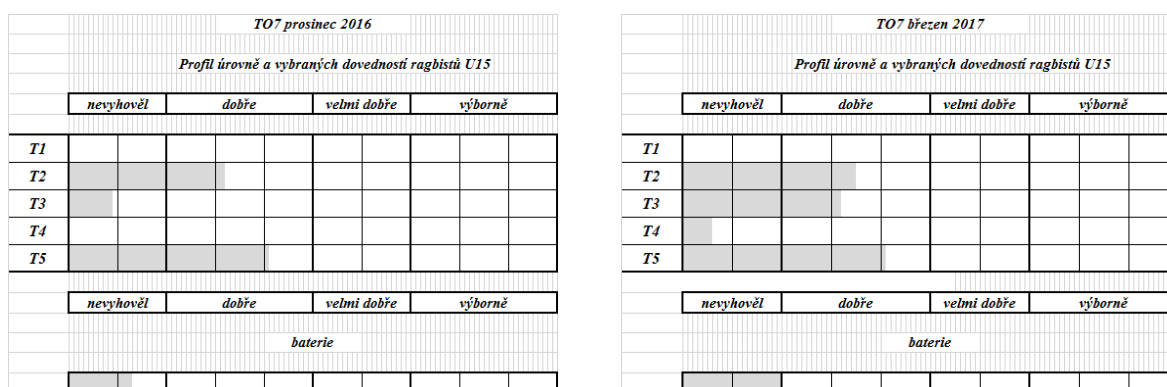 TO7 prosinec 2016
Profil úrovně a vybraných dovedností ragbistů U15
nevyhověl dobře velmi dobře výborně
T1
T2
T3
T4
T5
nevyhověl dobře velmi dobře výborně
baterie
TO7 březen 2017
Profil úrovně a vybraných dovedností ragbistů U15
nevyhověl dobře velmi dobře výborně
T1
T2
T3
T4
T5
nevyhověl dobře velmi dobře výborně
baterie